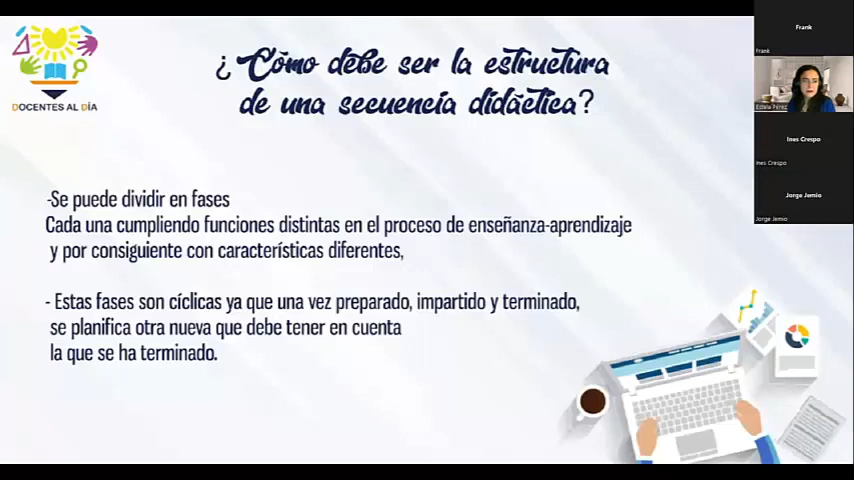 ¿Cómo debe ser la estructura
de una secuencia didáctica?
DOCENTES AL DÍA
-Se puede dividir en fases
Cada una cumpliendo funciones distintas en el proceso de enseñanza-aprendizaje
y por consiguiente con características diferentes,
- Estas fases son cíclicas ya que una vez preparado, impartido y terminado,
se planifica otra nueva que debe tener en cuenta
la que se ha terminado.
Frank
Frank
Estela Pérez
Ines Crespo
Ines Crespo
Jorge Jemio
Jorge Jemio